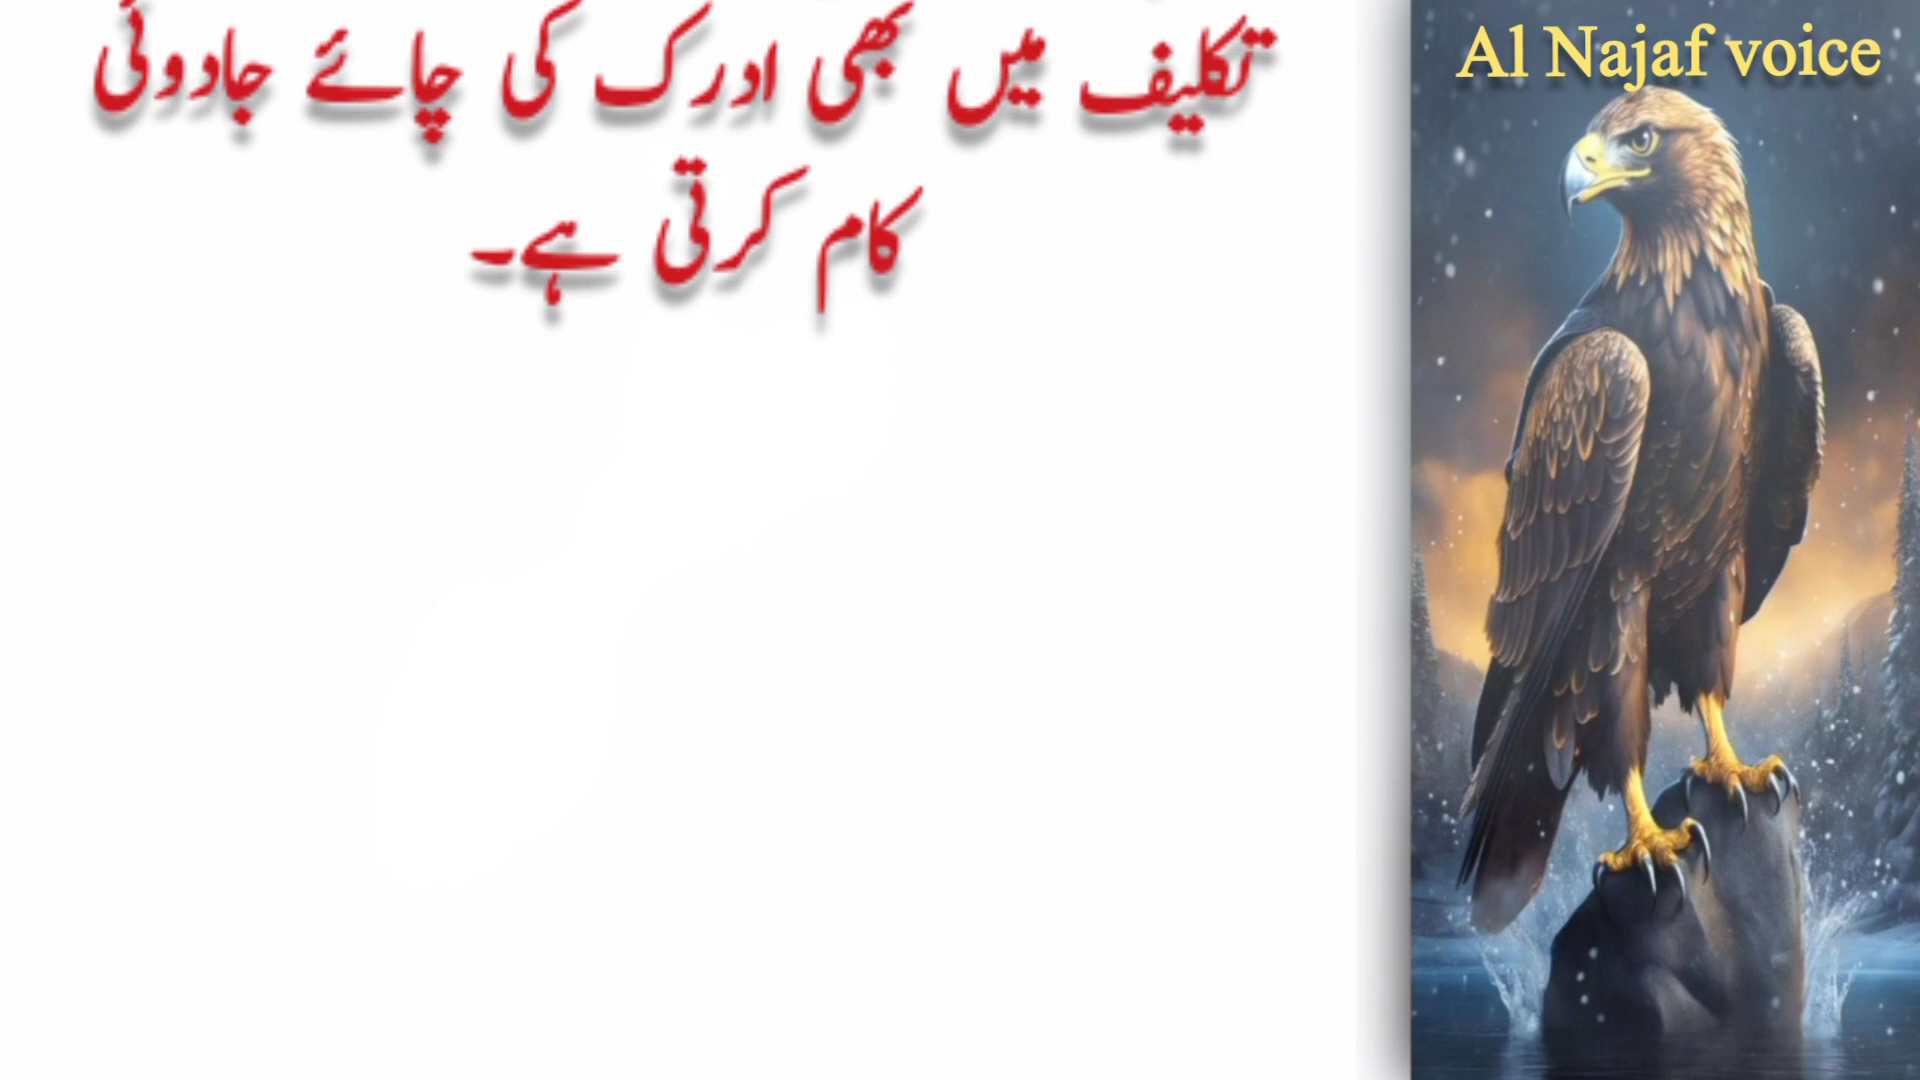 تکلیف میں بھی ادرک کی چائے جادوئی
کام کرتی ہے۔
Al Najaf voice